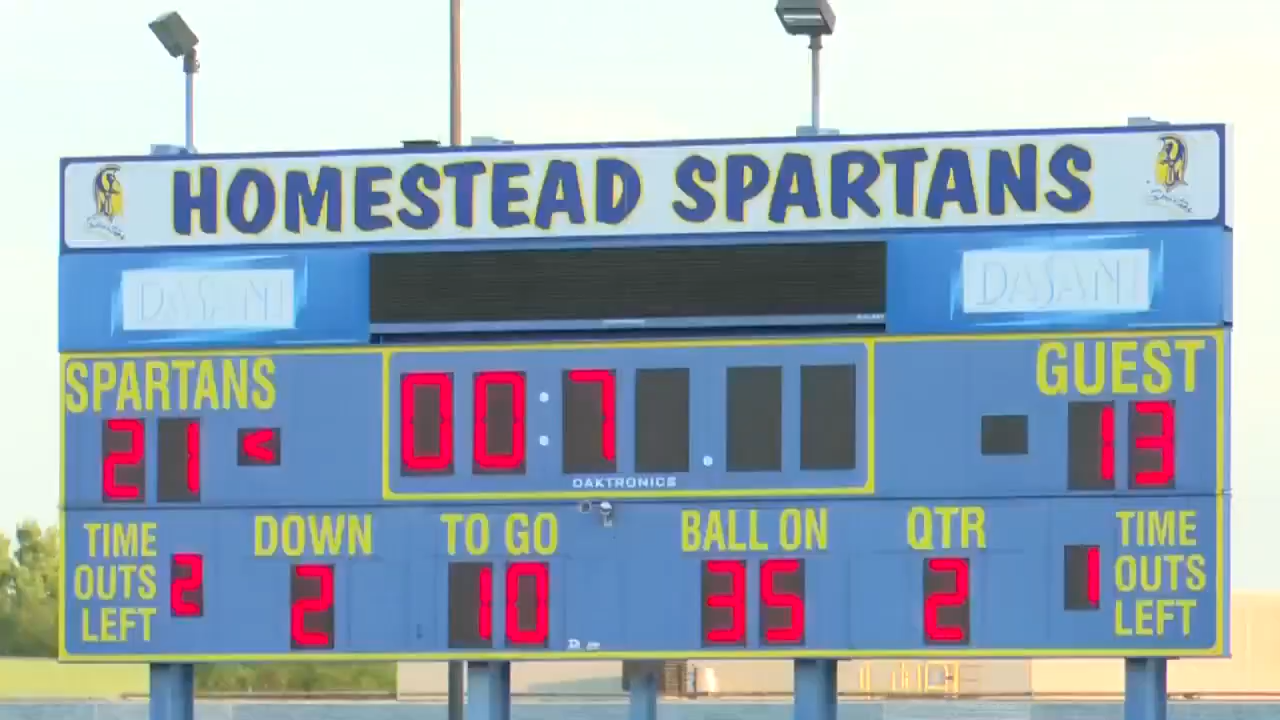 HOMESTEAD SPARTANS
DASANI DASANI
SPARTANS GUEST
21 < 00:7 . 13
DAKTRONICS
DOWN TO GO BALL ON QTR
TIME OUTS LEFT 2 2 10 35 2 1 TIME OUTS LEFT